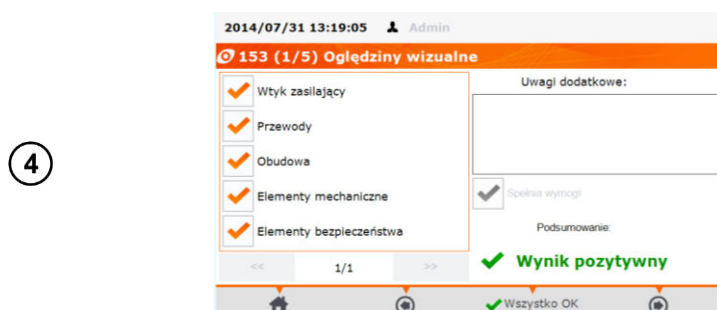 4
2014/07/31 13:19:05 Admin
153 (1/5) Oględziny wizualne
Wtyk zasilający
Przewody
Obudowa
Elementy mechaniczne
Elementy bezpieczeństwa
<< 1/1 >>
Uwagi dodatkowe:
Spełnia wymogi
Podsumowanie:
Wynik pozytywny
Wszystko OK